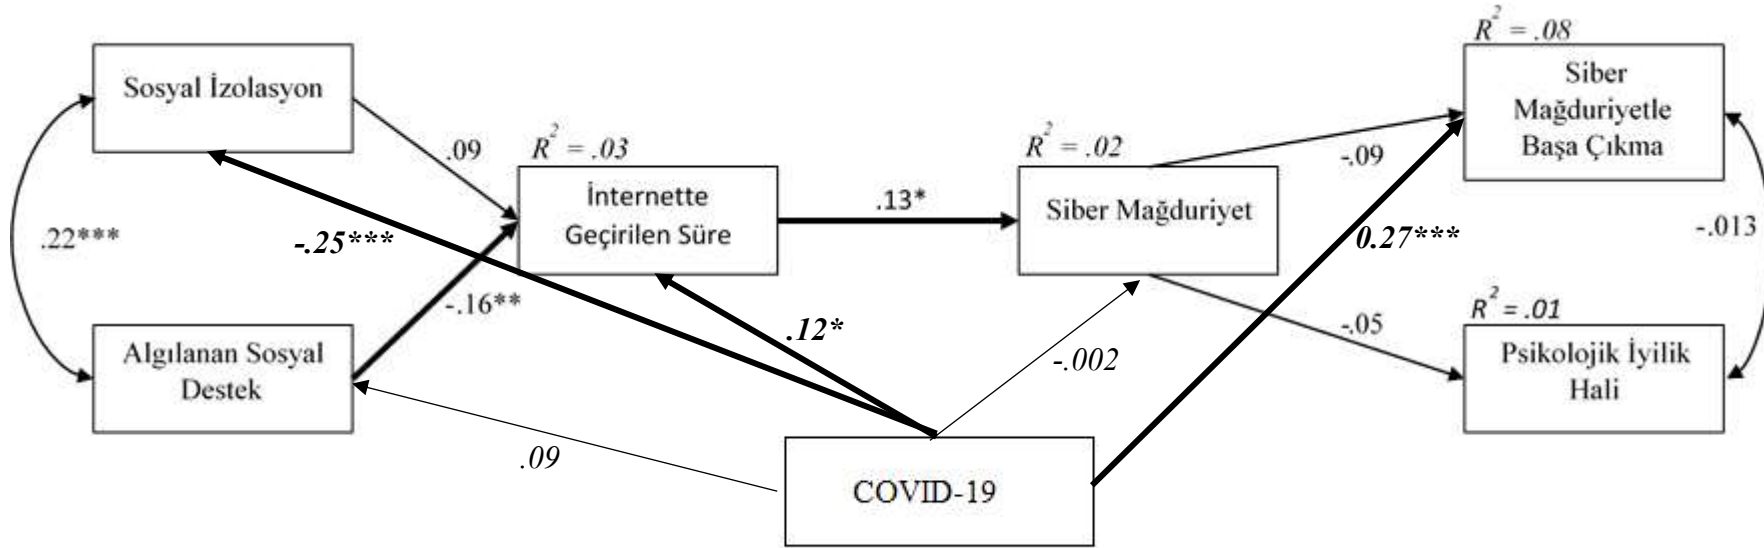 R² = .08
Sosyal İzolasyon
Siber
Mağduriyetle
Başa Çıkma
.09
R² = .03
R² = .02
-.09
İnternette
Geçirilen Süre
.13*
Siber Mağduriyet
.22***
-.25***
0.27***
-.013
-.16**
R² = .01
Algılanan Sosyal
Destek
.12*
-.002
-.05
Psikolojik İyilik
Hali
.09
COVID-19